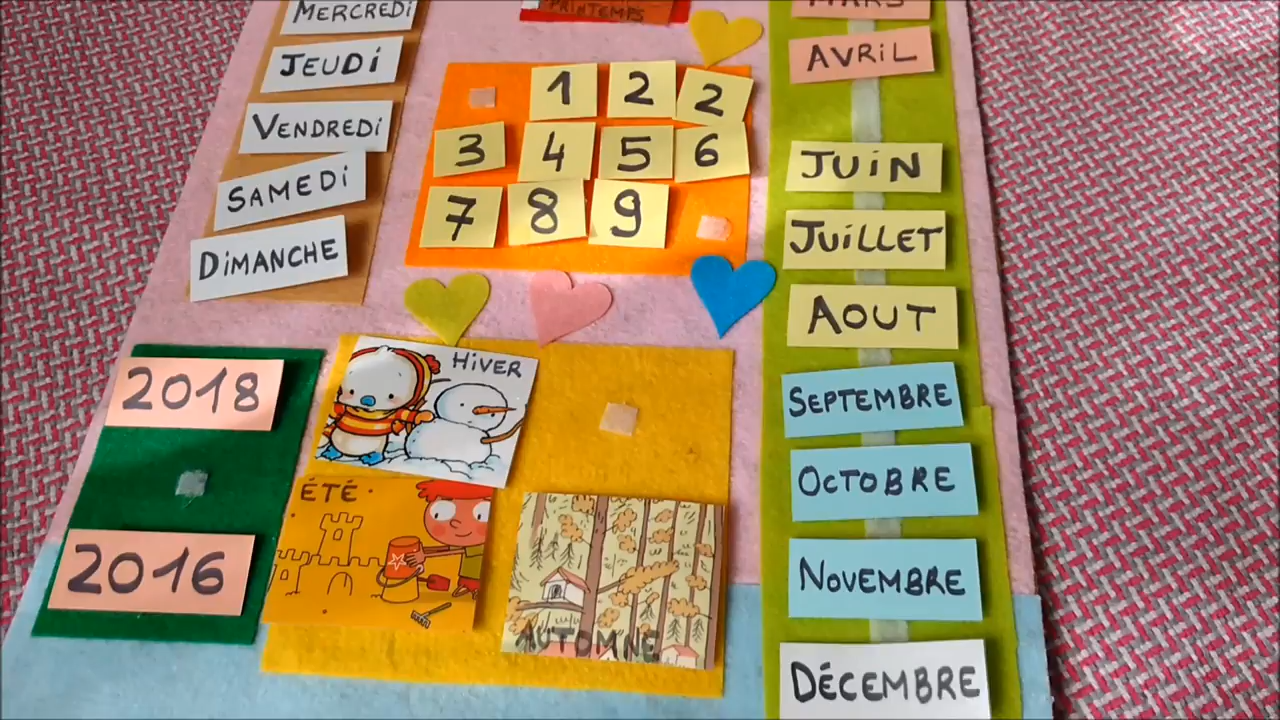 MERCREDI
JEUDI
VENDREDI
SAMEDI
DIMANCHE
PRINTEMPS
1 2 2
3 4 5 6
7 8 9
MARS
AVRIL
JUIN
JUILLET
AOUT
SEPTEMBRE
OCTOBRE
NOVEMBRE
DÉCEMBRE
2018
2016
HIVER
ÉTÉ
AUTOMNE